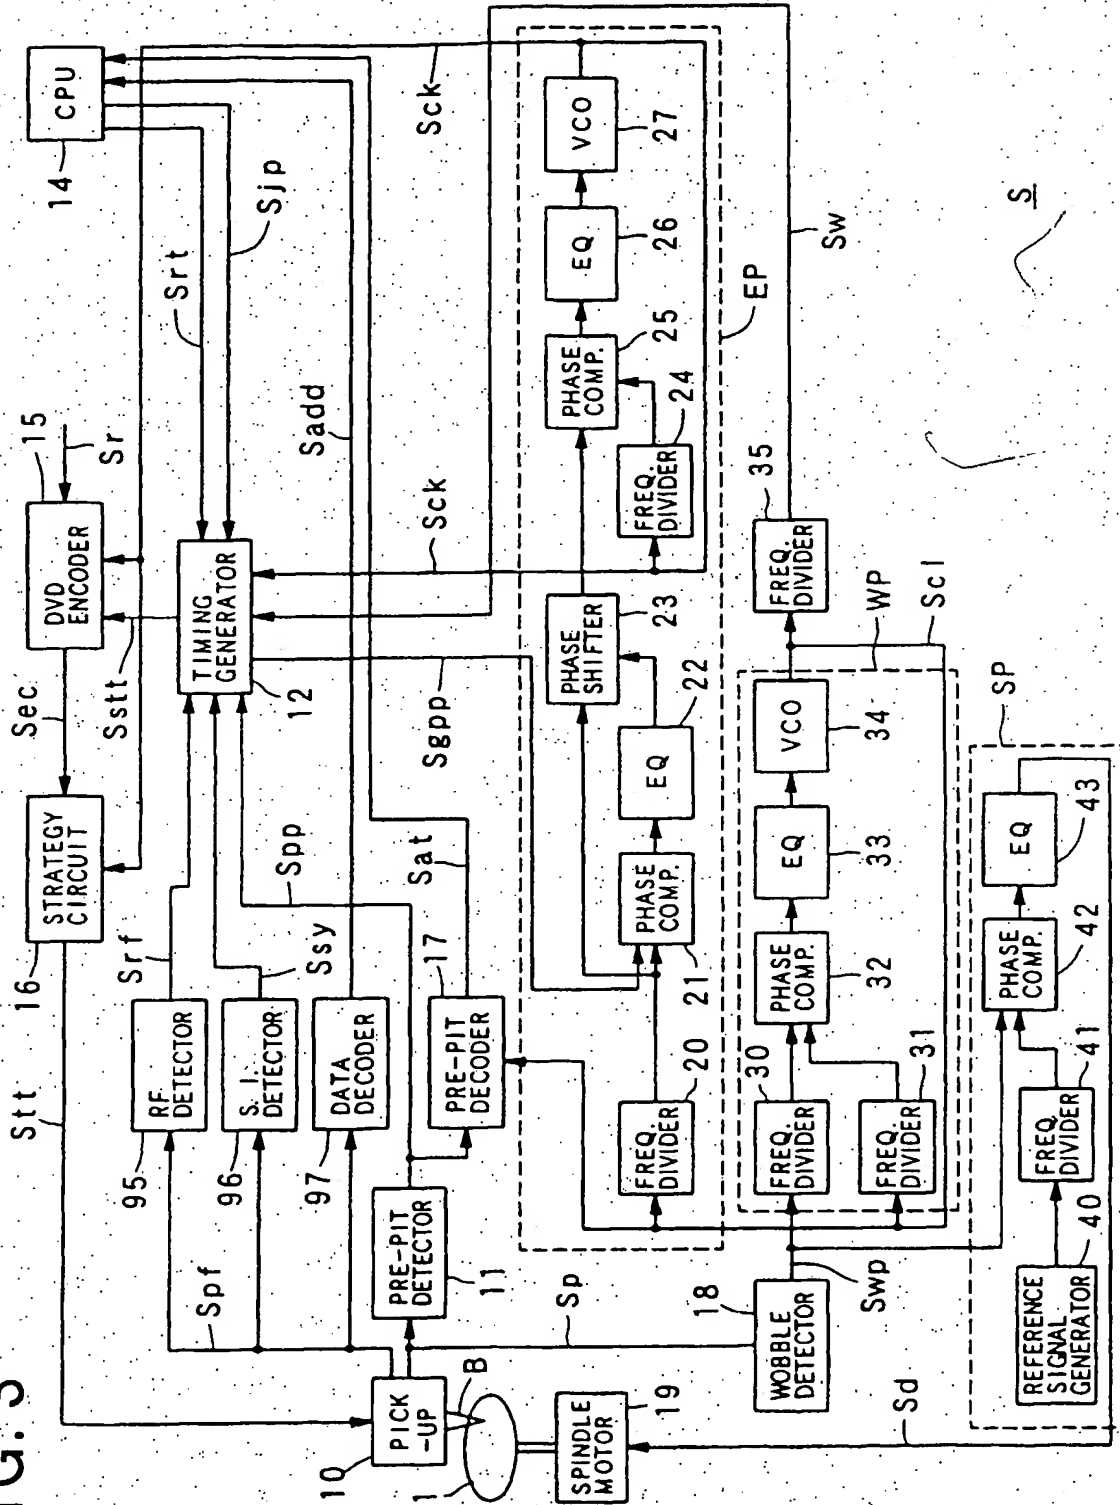 FIG. 3
CPU
14
15
DVD
ENCODER
Sr
Sec
Sstt
STRATEGY
CIRCUIT
16
Stt
Srt
Sjp
TIMING
GENERATOR
12
Sadd
Sck
Sck
Srf
Ssy
Spp
Sat
Sgpp
95
RF
DETECTOR
96
S. I.
DETECTOR
97
DATA
DECODER
17
PRE-PIT
DECODER
Spf
PRE-PIT
DETECTOR
11
10
PICK
-UP
B
1
SPINDLE
MOTOR
19
Sp
Sd
18
WOBBLE
DETECTOR
Swp
FREQ.
DIVIDER
20
PHASE
COMP.
21
EQ
22
PHASE
SHIFTER
23
FREQ.
DIVIDER
24
PHASE
COMP.
25
EQ
26
VCO
27
EP
30
FREQ.
DIVIDER
FREQ.
DIVIDER
31
PHASE
COMP.
32
EQ
33
VCO
34
WP
Scl
FREQ.
DIVIDER
35
Sw
REFERENCE
SIGNAL
GENERATOR
40
FREQ.
DIVIDER
41
PHASE
COMP.
42
EQ
43
SP
S